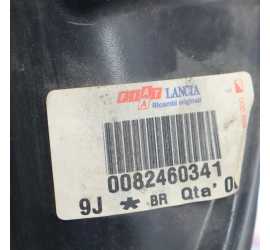 FIAT LANCIA
A Ricambi originali
0082460341
9J * BR Qta' 0